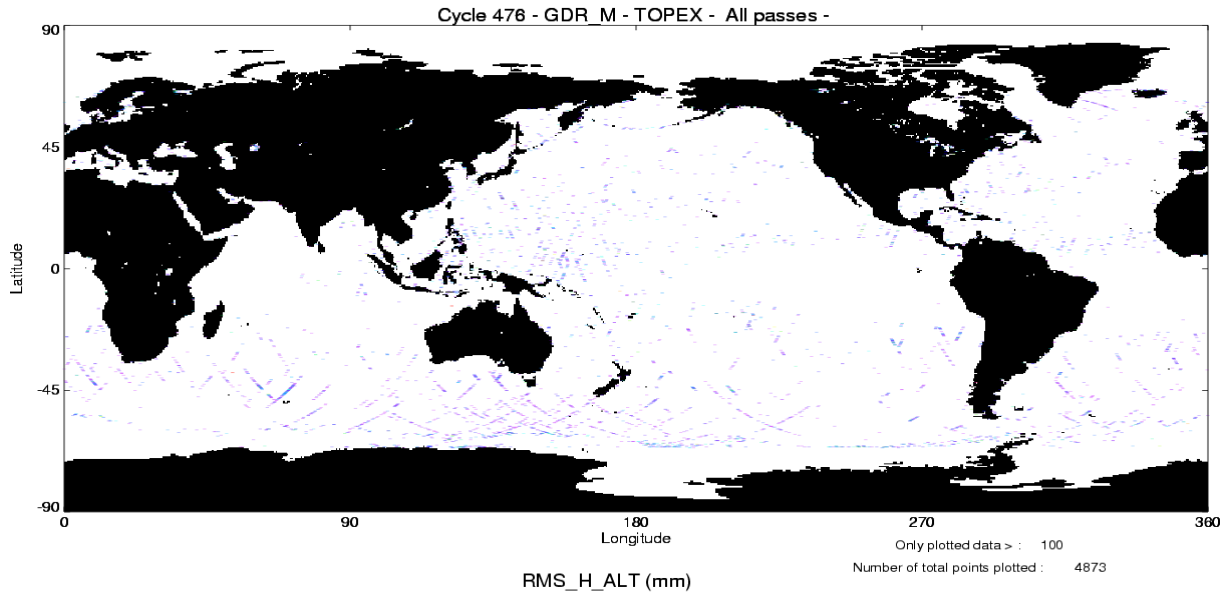 Cycle 476 - GDR_M - TOPEX - All passes -
90
45
0
-45
-90
Latitude
0 90 180 270 360
Longitude
Only plotted data > : 100
Number of total points plotted : 4873
RMS_H_ALT (mm)